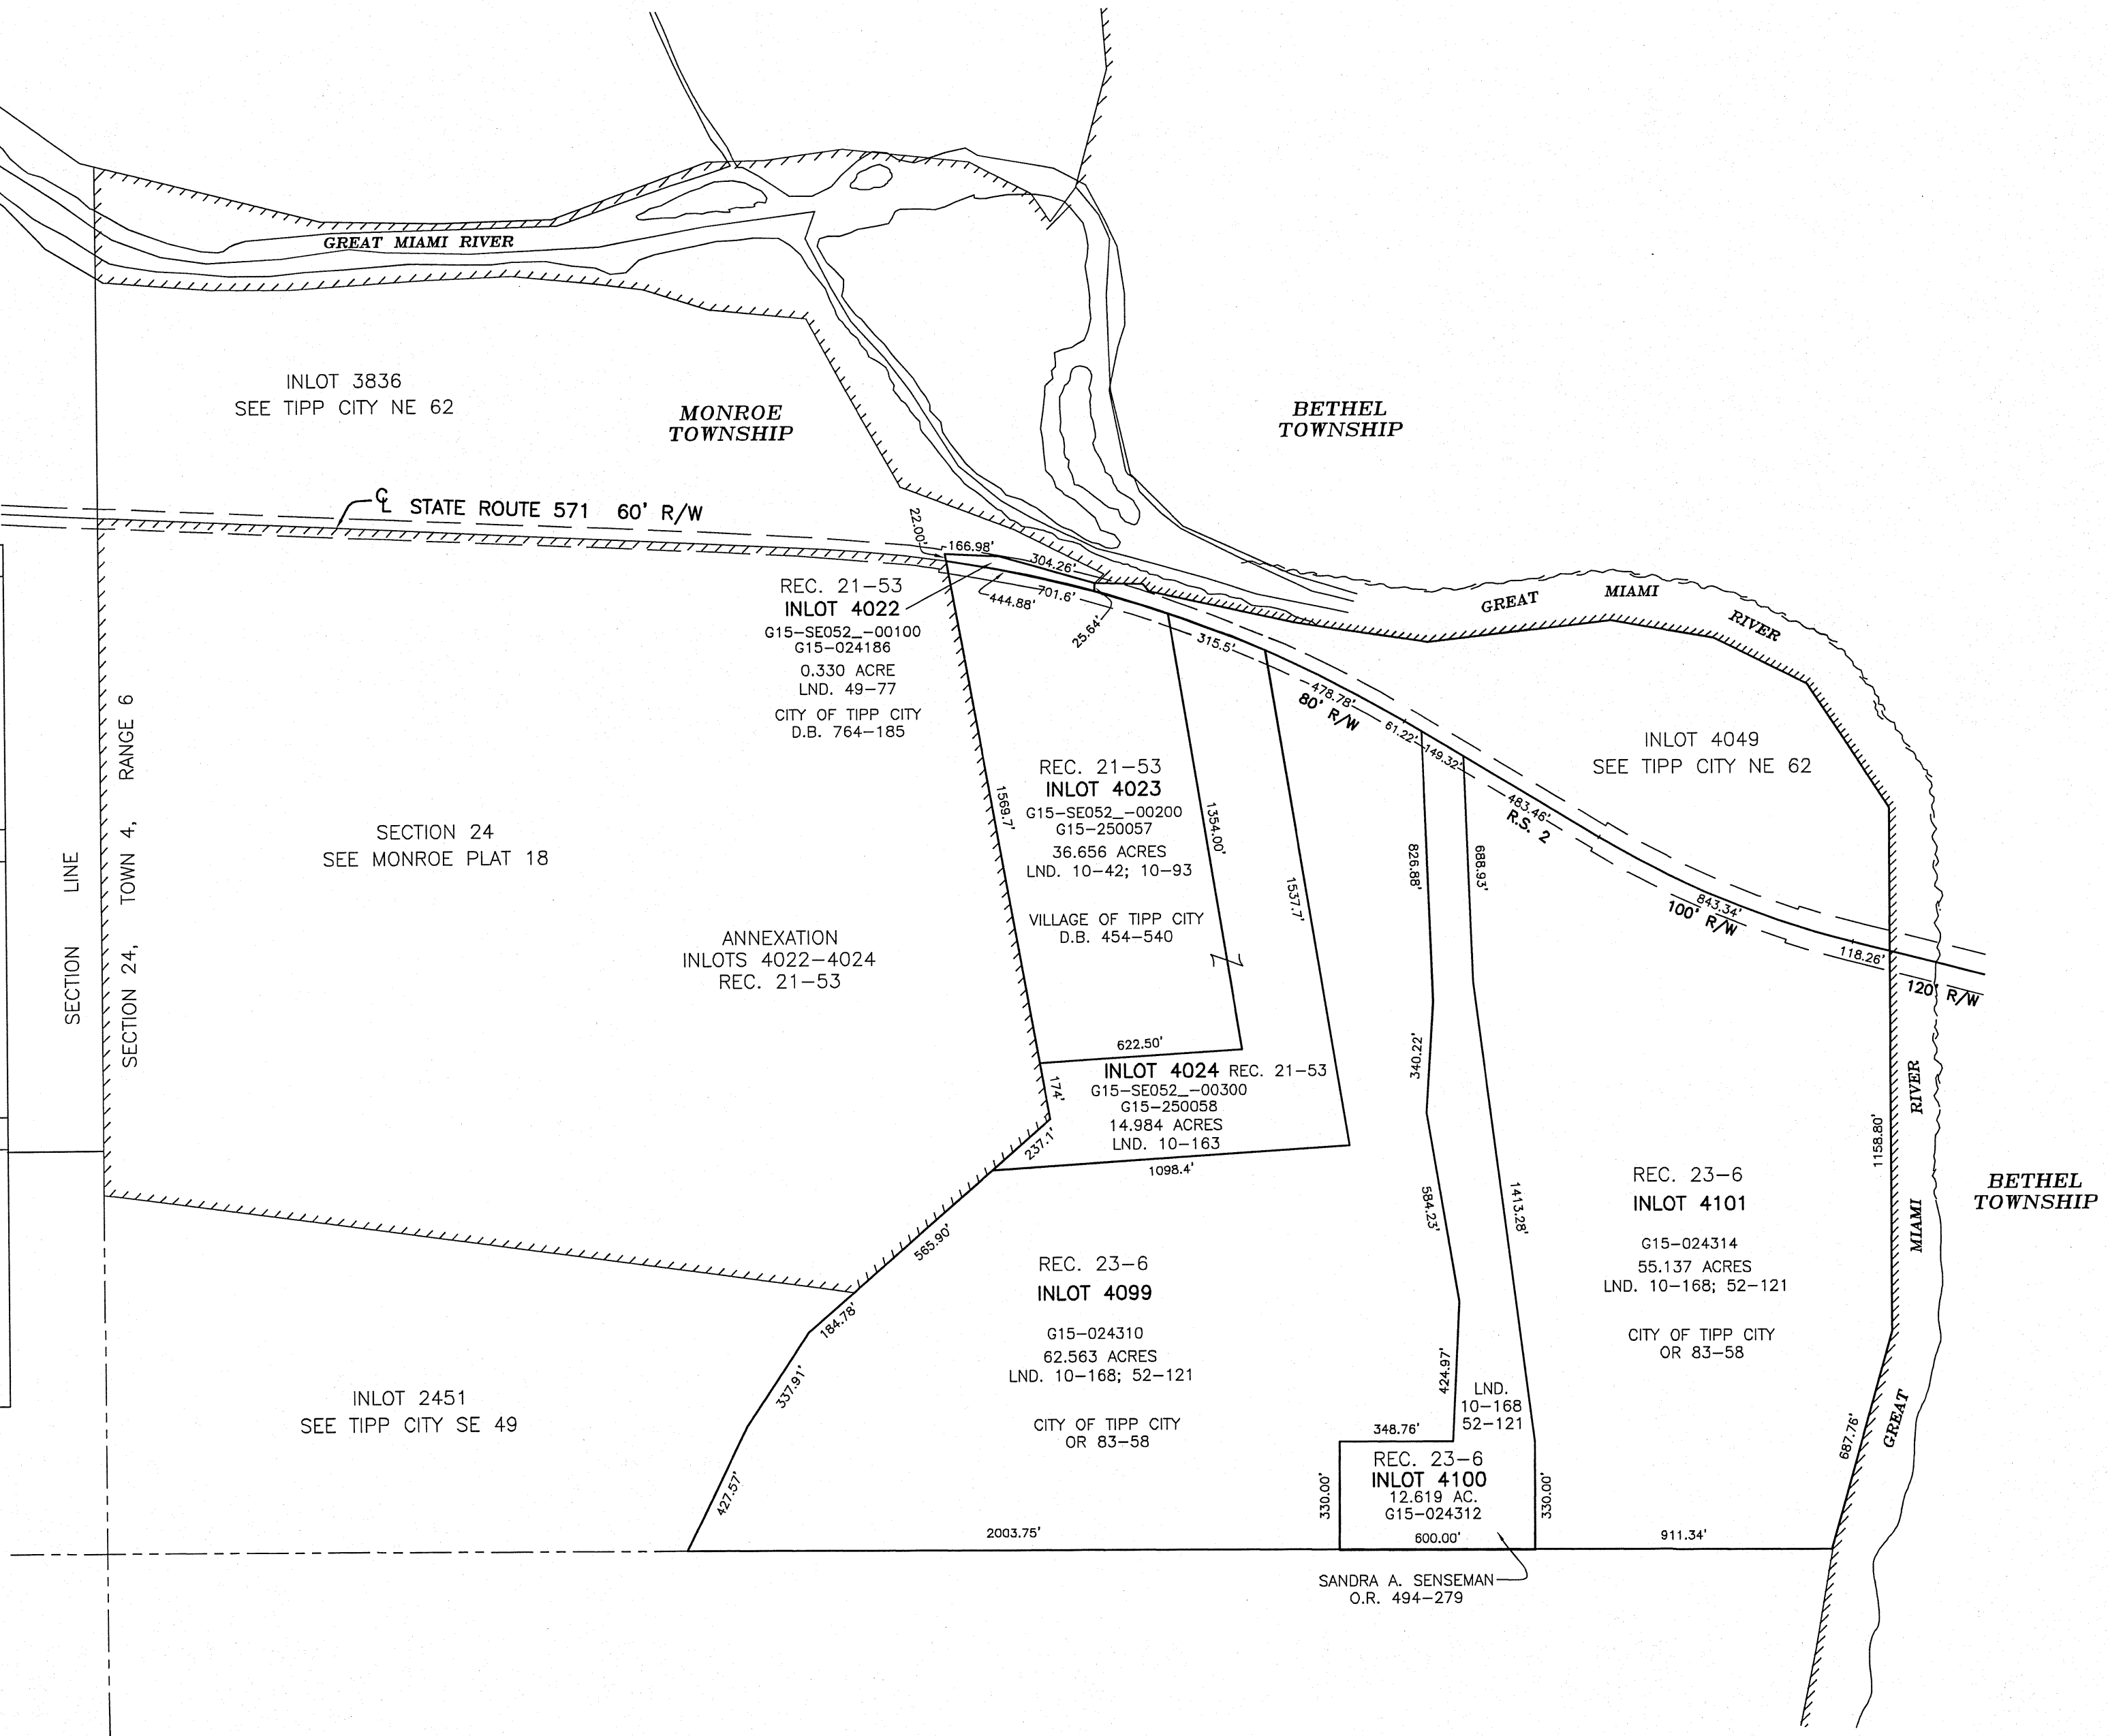 GREAT MIAMI RIVER
INLOT 3836
SEE TIPP CITY NE 62
MONROE
TOWNSHIP
BETHEL
TOWNSHIP
℄ STATE ROUTE 571 60' R/W
22.00'
166.98'
304.26'
701.6'
444.88'
25.64'
315.5'
478.78'
80' R/W
61.22'
149.32'
483.46'
R.S. 2
843.34'
100' R/W
118.26'
120' R/W
GREAT MIAMI RIVER
REC. 21-53
INLOT 4022
G15-SE052_-00100
G15-024186
0.330 ACRE
LND. 49-77
CITY OF TIPP CITY
D.B. 764-185
INLOT 4049
SEE TIPP CITY NE 62
SECTION LINE
SECTION 24, TOWN 4, RANGE 6
SECTION 24
SEE MONROE PLAT 18
ANNEXATION
INLOTS 4022-4024
REC. 21-53
1569.7'
REC. 21-53
INLOT 4023
G15-SE052_-00200
G15-250057
36.656 ACRES
LND. 10-42; 10-93
VILLAGE OF TIPP CITY
D.B. 454-540
Z
1354.00'
1537.7'
826.88'
688.93'
622.50'
INLOT 4024 REC. 21-53
G15-SE052_-00300
G15-250058
14.984 ACRES
LND. 10-163
174'
237.1'
1098.4'
340.22'
584.23'
1413.28'
424.97'
1158.80'
GREAT MIAMI RIVER
BETHEL
TOWNSHIP
REC. 23-6
INLOT 4101
G15-024314
55.137 ACRES
LND. 10-168; 52-121
CITY OF TIPP CITY
OR 83-58
565.90'
184.78'
337.91'
427.57'
REC. 23-6
INLOT 4099
G15-024310
62.563 ACRES
LND. 10-168; 52-121
CITY OF TIPP CITY
OR 83-58
INLOT 2451
SEE TIPP CITY SE 49
LND.
10-168
52-121
348.76'
REC. 23-6
INLOT 4100
12.619 AC.
G15-024312
330.00'
330.00'
687.76'
2003.75'
600.00'
911.34'
SANDRA A. SENSEMAN
O.R. 494-279